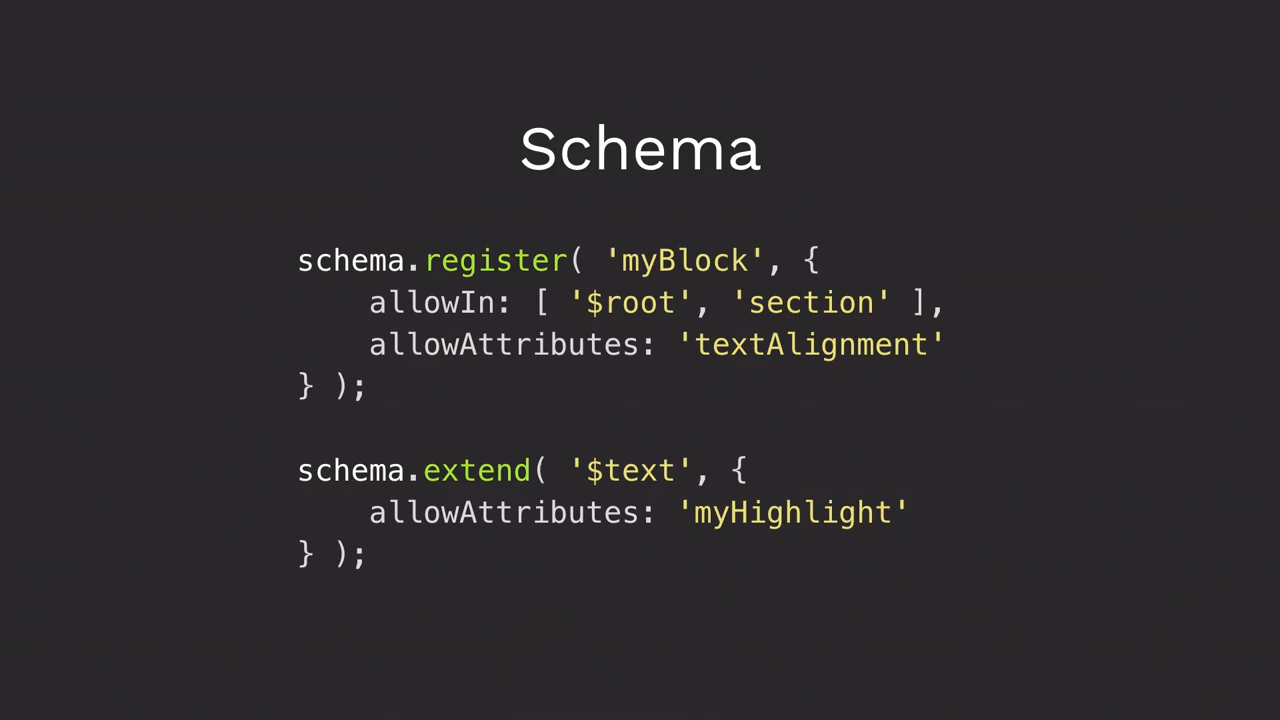 Schema
schema.register( 'myBlock', {
    allowIn: [ '$root', 'section' ],
    allowAttributes: 'textAlignment'
} );
schema.extend( '$text', {
    allowAttributes: 'myHighlight'
} );